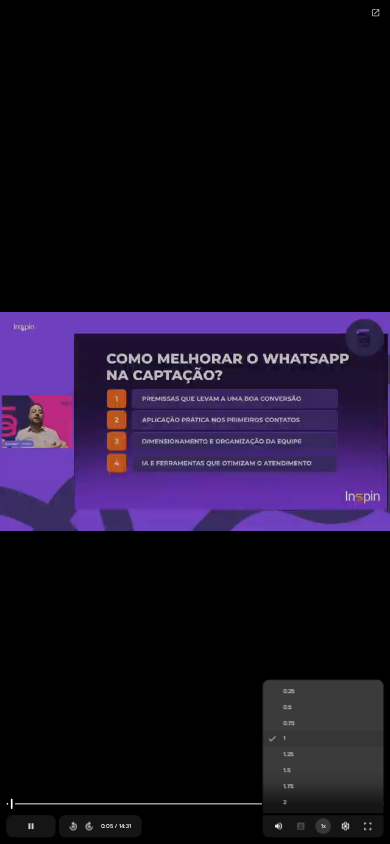 Inspin
COMO MELHORAR O WHATSAPP
NA CAPTAÇÃO?
1 PREMISSAS QUE LEVAM A UMA BOA CONVERSÃO
2 APLICAÇÃO PRÁTICA NOS PRIMEIROS CONTATOS
3 DIMENSIONAMENTO E ORGANIZAÇÃO DA EQUIPE
4 IA E FERRAMENTAS QUE OTIMIZAM O ATENDIMENTO
Inspin
0.25
0.5
0.75
1
1.25
1.5
1.75
2
0:05 / 14:31
1x